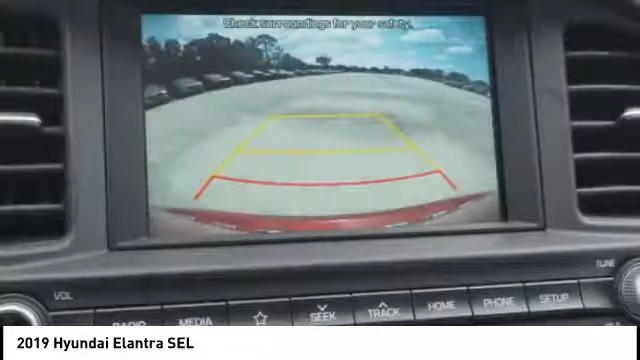 Check surroundings for your safety.
VOL
TUNE
RADIO MEDIA SEEK TRACK HOME PHONE SETUP
2019 Hyundai Elantra SEL